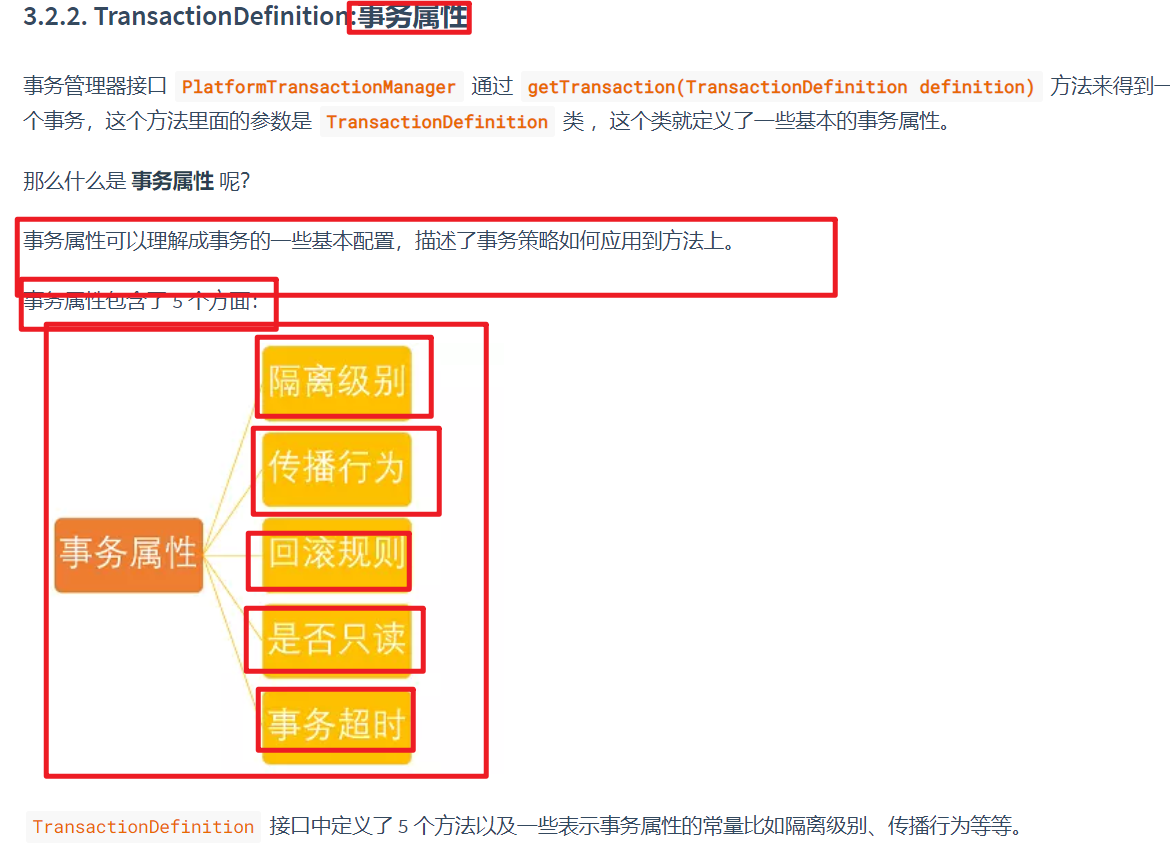 3.2.2. TransactionDefinition:事务属性
事务管理器接口 PlatformTransactionManager 通过 getTransaction(TransactionDefinition definition) 方法来得到一
个事务，这个方法里面的参数是 TransactionDefinition 类 ，这个类就定义了一些基本的事务属性。
那么什么是 事务属性 呢？
事务属性可以理解成事务的一些基本配置，描述了事务策略如何应用到方法上。
事务属性包含了 5 个方面：
隔离级别
传播行为
事务属性
回滚规则
是否只读
事务超时
TransactionDefinition 接口中定义了 5 个方法以及一些表示事务属性的常量比如隔离级别、传播行为等等。